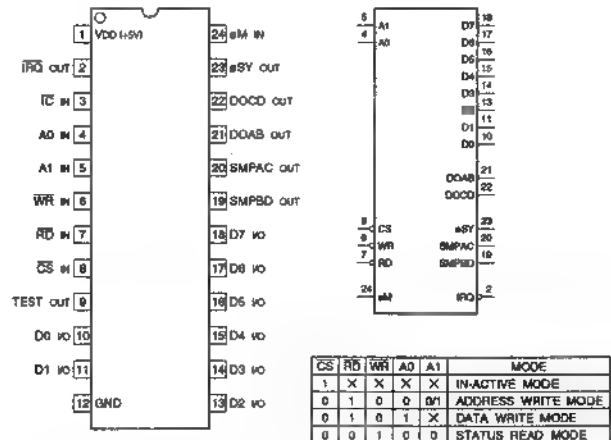 1 VDD (+5V)
IRQ OUT 2
IC IN 3
A0 IN 4
A1 IN 5
WR IN 6
RD IN 7
CS IN 8
TEST OUT 9
D0 I/O 10
D1 I/O 11
12 GND
24 øM IN
23 øSY OUT
22 DOCD OUT
21 DOAB OUT
20 SMPAC OUT
19 SMPBD OUT
18 D7 I/O
17 D6 I/O
16 D5 I/O
15 D4 I/O
14 D3 I/O
13 D2 I/O
5 A1
4 A0
8 CS
6 WR
7 RD
24 øM
D7 18
D6 17
D5 16
D4 15
D3 14
13
D1 11
D0 10
DOAB 21
DOCD 22
øSY 23
SMPAC 20
SMPBD 19
IRQ 2
CS RD WR A0 A1 MODE
1 X X X X IN-ACTIVE MODE
0 1 0 0 0/1 ADDRESS WRITE MODE
0 1 0 1 X DATA WRITE MODE
0 0 1 0 0 STATUS READ MODE